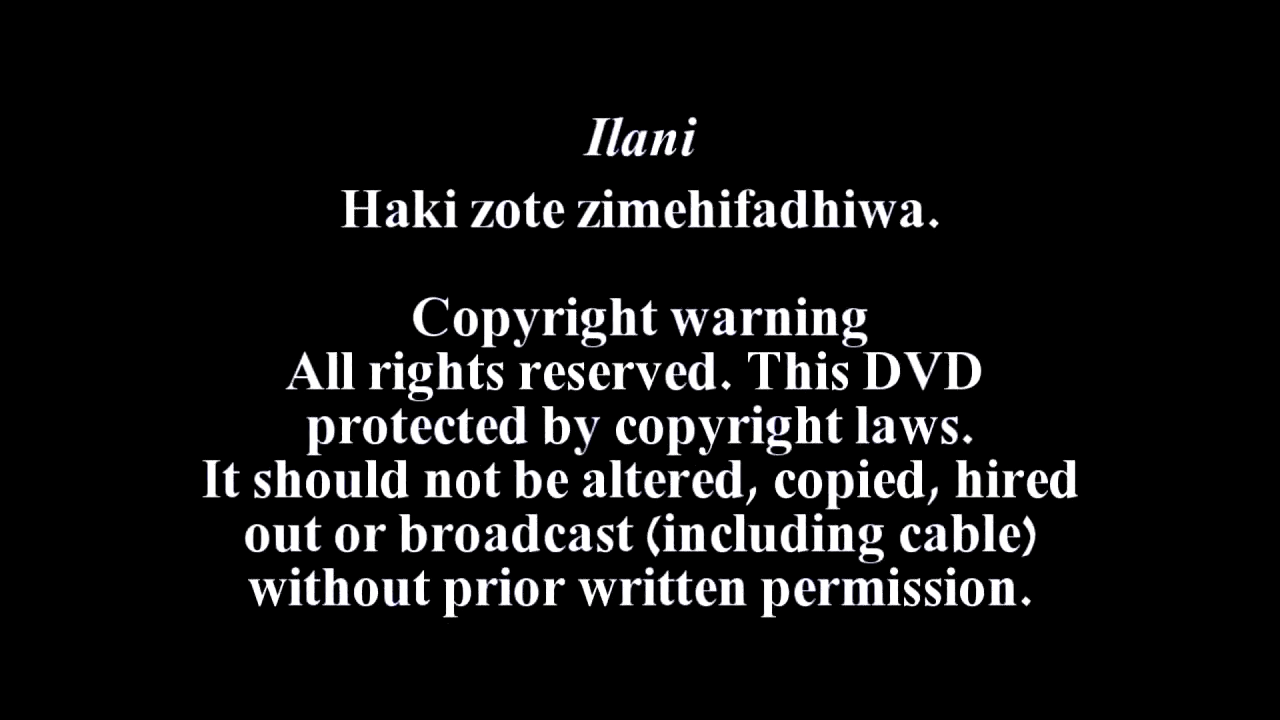 Ilani
Haki zote zimehifadhiwa.
Copyright warning
All rights reserved. This DVD
protected by copyright laws.
It should not be altered, copied, hired
out or broadcast (including cable)
without prior written permission.